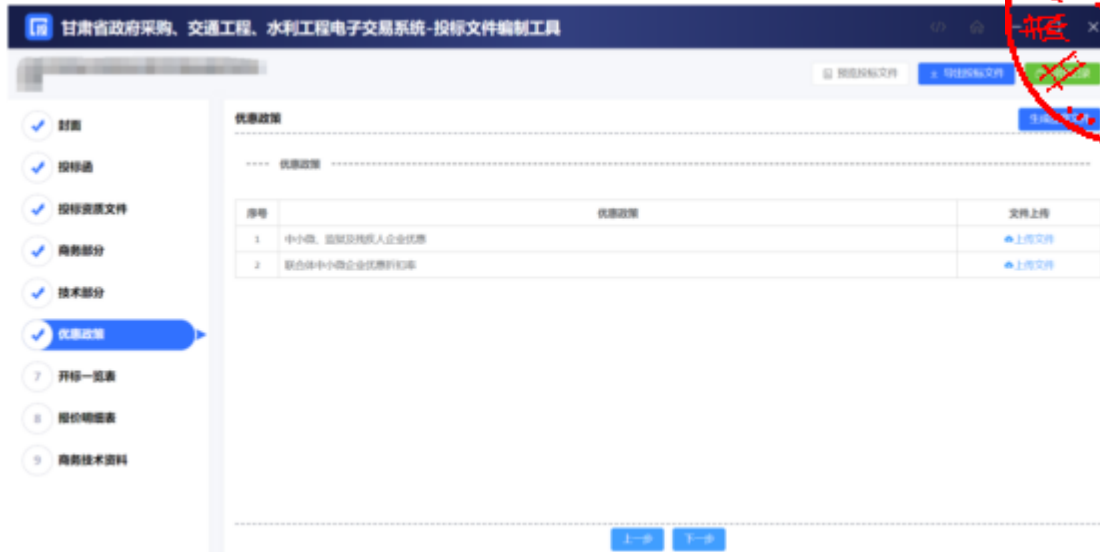 甘肃省政府采购、交通工程、水利工程电子交易系统-投标文件编制工具
预览投标文件
导出投标文件
封面
投标函
投标资质文件
商务部分
技术部分
优惠政策
7 开标一览表
8 报价明细表
9 商务技术资料
优惠政策
优惠政策
序号 优惠政策 文件上传
1 中小微、监狱及残疾人企业优惠 上传文件
2 联合体中小微企业优惠折扣率 上传文件
上一步 下一步